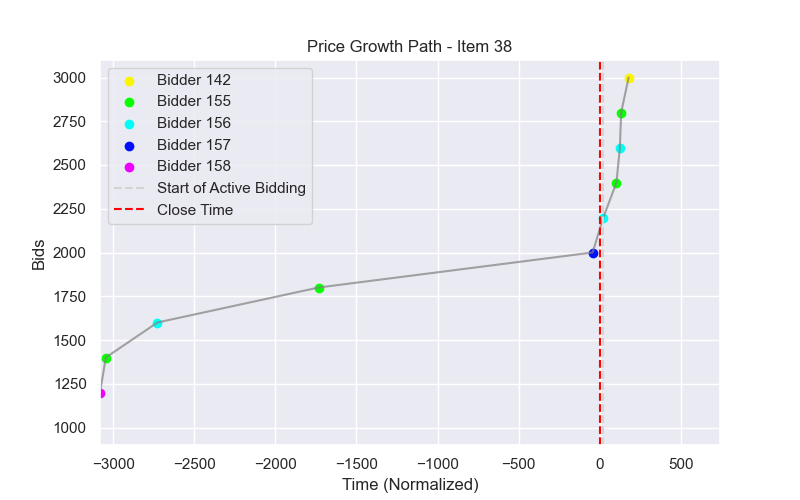 Price Growth Path - Item 38
Bidder 142
Bidder 155
Bidder 156
Bidder 157
Bidder 158
Start of Active Bidding
Close Time
Bids
3000
2750
2500
2250
2000
1750
1500
1250
1000
−3000 −2500 −2000 −1500 −1000 −500 0 500
Time (Normalized)